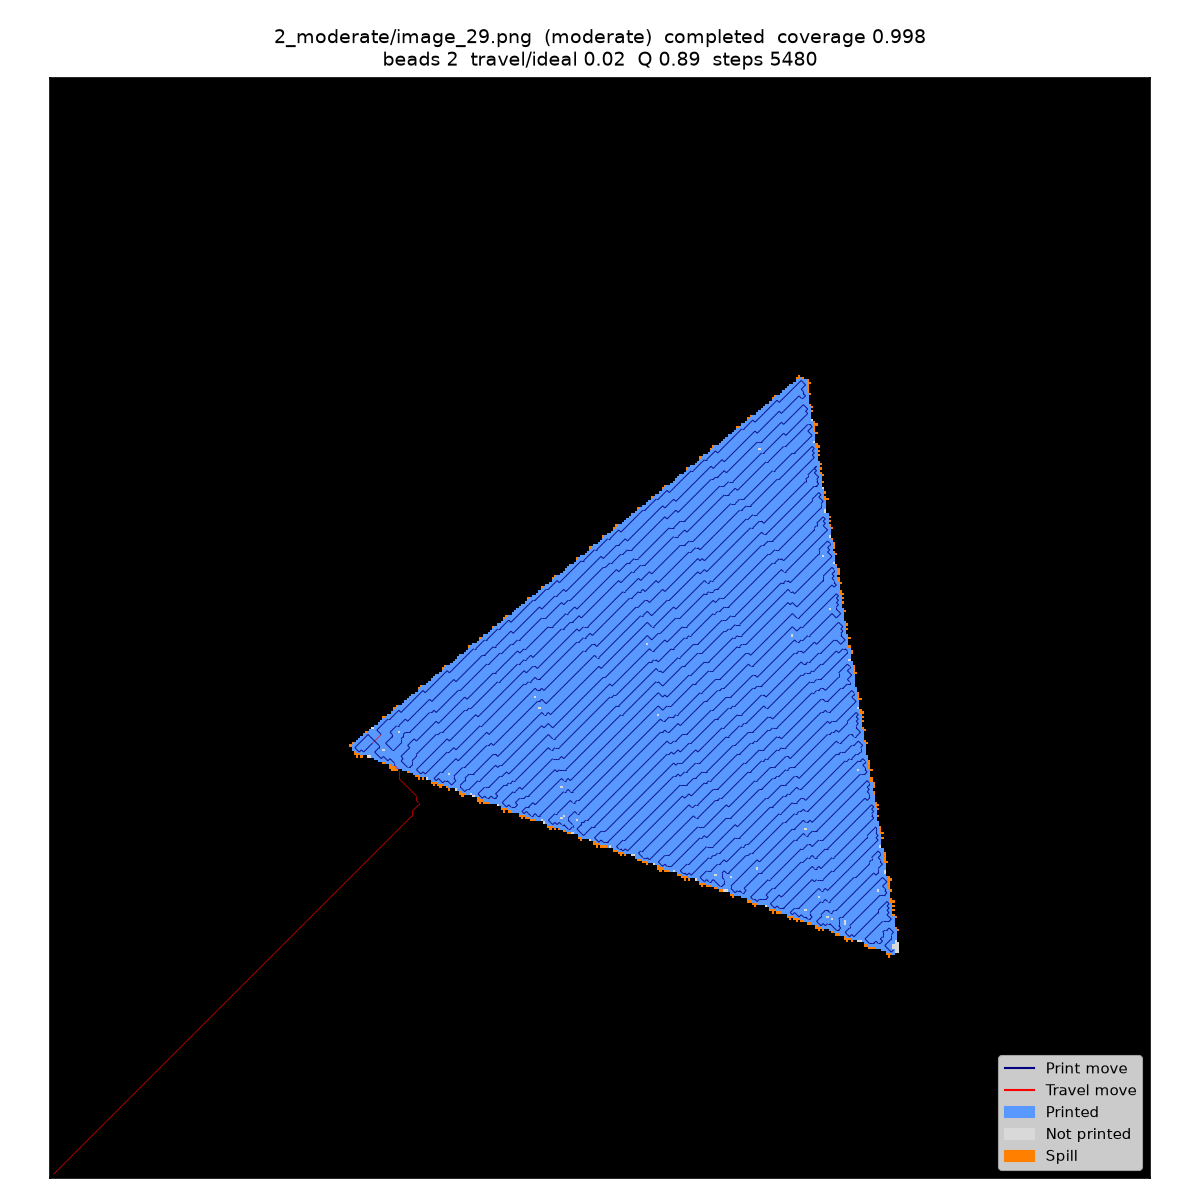 2_moderate/image_29.png  (moderate)  completed  coverage 0.998
beads 2  travel/ideal 0.02  Q 0.89  steps 5480
Print move
Travel move
Printed
Not printed
Spill